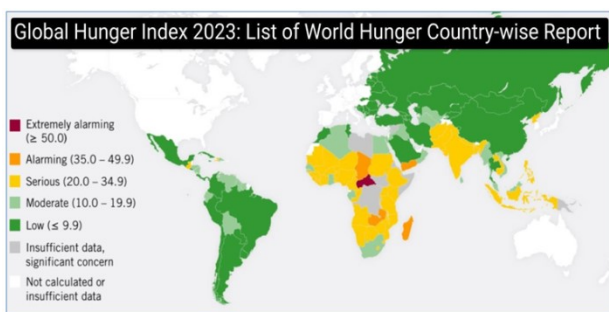 Global Hunger Index 2023: List of World Hunger Country-wise Report
Extremely alarming
(≥ 50.0)
Alarming (35.0 – 49.9)
Serious (20.0 – 34.9)
Moderate (10.0 – 19.9)
Low (≤ 9.9)
Insufficient data,
significant concern
Not calculated or
insufficient data